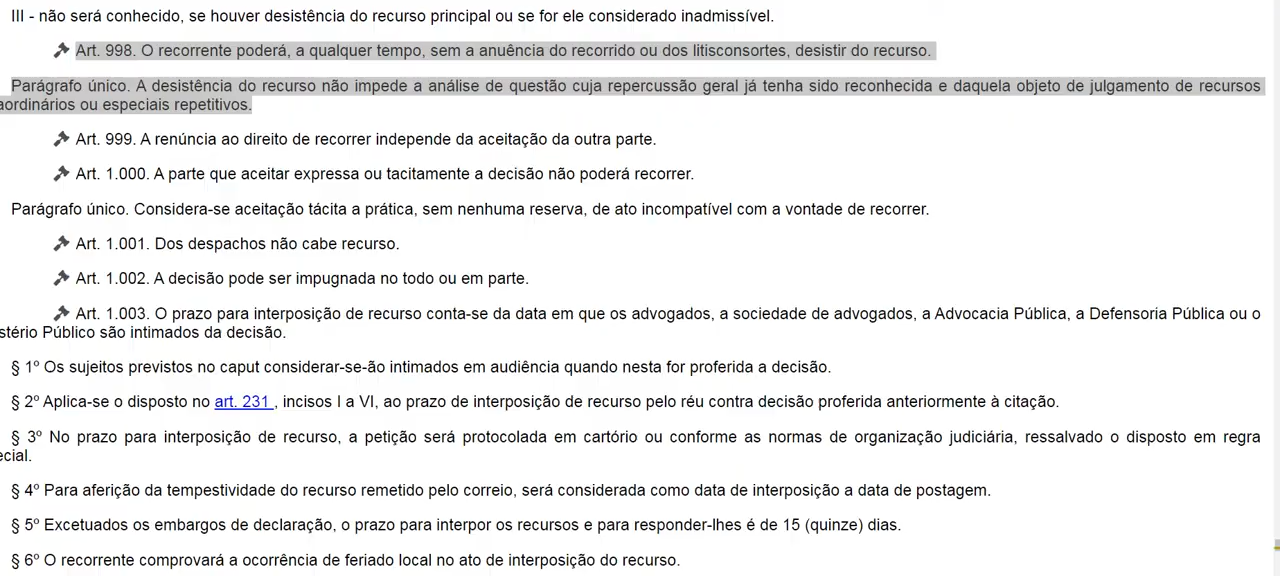 III - não será conhecido, se houver desistência do recurso principal ou se for ele considerado inadmissível.
Art. 998. O recorrente poderá, a qualquer tempo, sem a anuência do recorrido ou dos litisconsortes, desistir do recurso.
Parágrafo único. A desistência do recurso não impede a análise de questão cuja repercussão geral já tenha sido reconhecida e daquela objeto de julgamento de recursos
aordinários ou especiais repetitivos.
Art. 999. A renúncia ao direito de recorrer independe da aceitação da outra parte.
Art. 1.000. A parte que aceitar expressa ou tacitamente a decisão não poderá recorrer.
Parágrafo único. Considera-se aceitação tácita a prática, sem nenhuma reserva, de ato incompatível com a vontade de recorrer.
Art. 1.001. Dos despachos não cabe recurso.
Art. 1.002. A decisão pode ser impugnada no todo ou em parte.
Art. 1.003. O prazo para interposição de recurso conta-se da data em que os advogados, a sociedade de advogados, a Advocacia Pública, a Defensoria Pública ou o
stério Público são intimados da decisão.
§ 1º Os sujeitos previstos no caput considerar-se-ão intimados em audiência quando nesta for proferida a decisão.
§ 2º Aplica-se o disposto no art. 231 , incisos I a VI, ao prazo de interposição de recurso pelo réu contra decisão proferida anteriormente à citação.
§ 3º No prazo para interposição de recurso, a petição será protocolada em cartório ou conforme as normas de organização judiciária, ressalvado o disposto em regra
ecial.
§ 4º Para aferição da tempestividade do recurso remetido pelo correio, será considerada como data de interposição a data de postagem.
§ 5º Excetuados os embargos de declaração, o prazo para interpor os recursos e para responder-lhes é de 15 (quinze) dias.
§ 6º O recorrente comprovará a ocorrência de feriado local no ato de interposição do recurso.